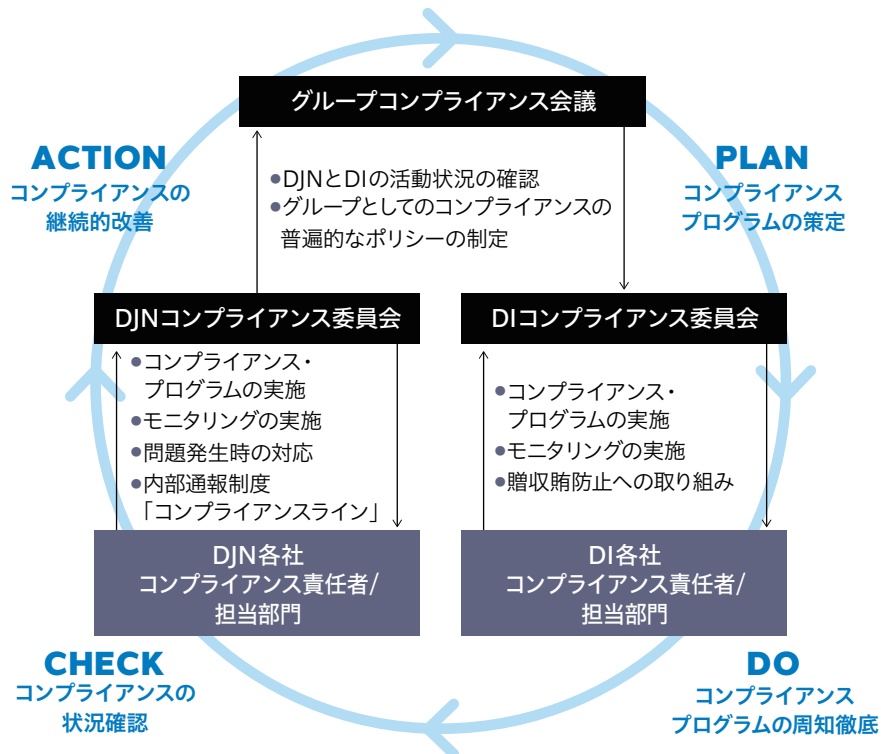 グループコンプライアンス会議
ACTION
コンプライアンスの
継続的改善
●DJNとDIの活動状況の確認
●グループとしてのコンプライアンスの
普遍的なポリシーの制定
PLAN
コンプライアンス
プログラムの策定
DJNコンプライアンス委員会
DIコンプライアンス委員会
●コンプライアンス・
プログラムの実施
●モニタリングの実施
●問題発生時の対応
●内部通報制度
「コンプライアンスライン」
●コンプライアンス・
プログラムの実施
●モニタリングの実施
●贈収賄防止への取り組み
DJN各社
コンプライアンス責任者/
担当部門
DI各社
コンプライアンス責任者/
担当部門
CHECK
コンプライアンスの
状況確認
DO
コンプライアンス
プログラムの周知徹底